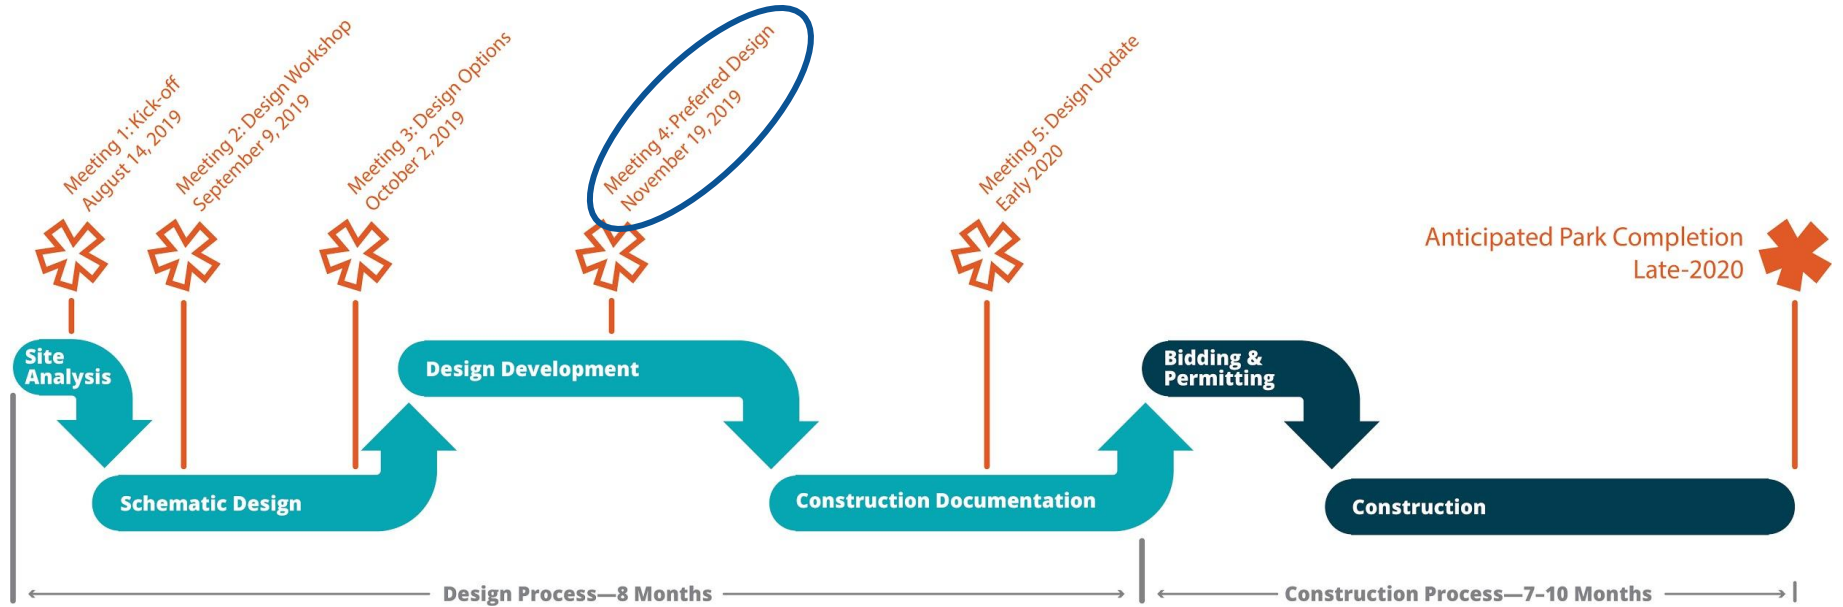 Meeting 1: Kick-off
August 14, 2019
Meeting 2: Design Workshop
September 9, 2019
Meeting 3: Design Options
October 2, 2019
Meeting 4: Preferred Design
November 19, 2019
Meeting 5: Design Update
Early 2020
Anticipated Park Completion
Late-2020
Site
Analysis
Schematic Design
Design Development
Construction Documentation
Bidding &
Permitting
Construction
Design Process—8 Months
Construction Process—7–10 Months